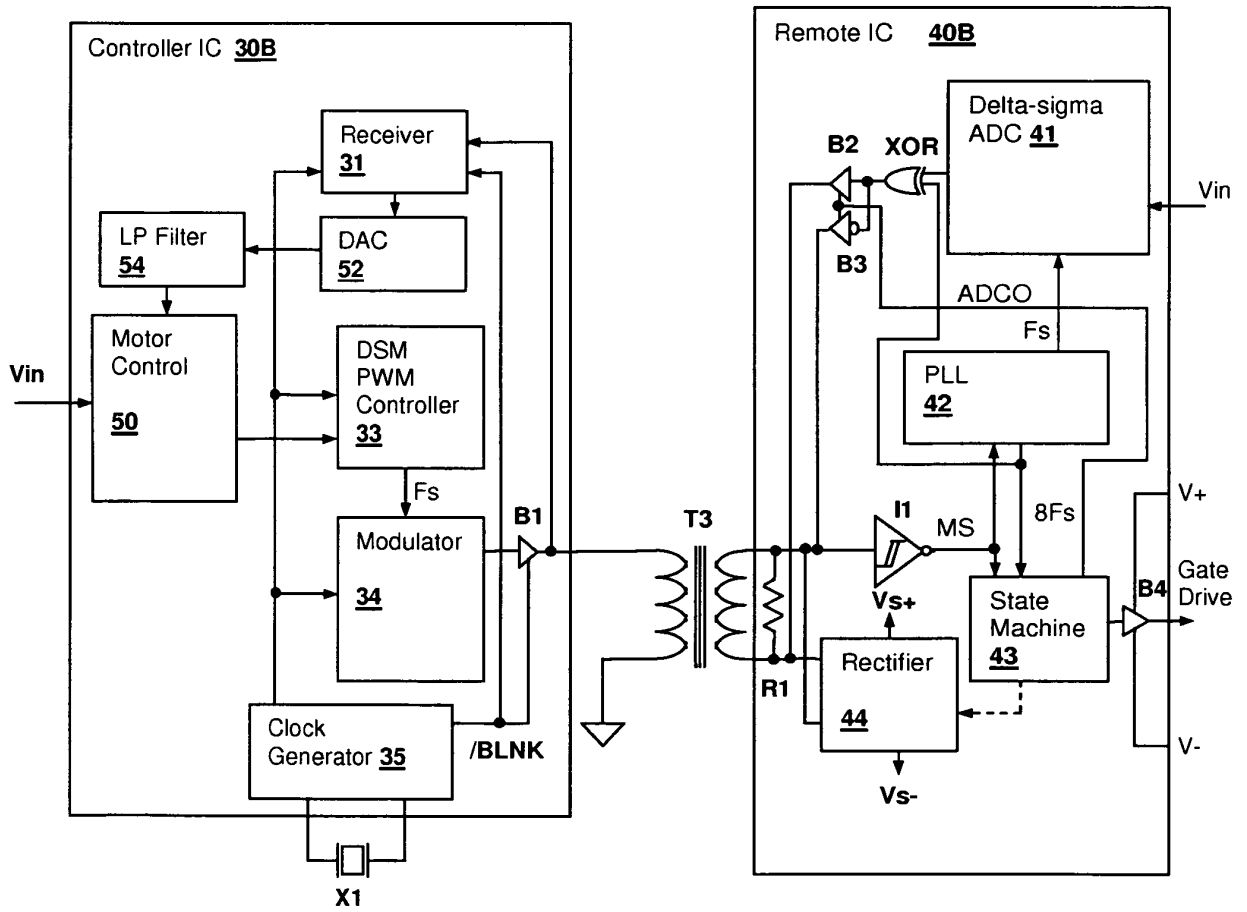 Controller IC 30B
Receiver
31
LP Filter
54
DAC
52
Motor
Control
50
Vin
DSM
PWM
Controller
33
Fs
Modulator
34
B1
Clock
Generator 35
/BLNK
X1
T3
Remote IC 40B
Delta-sigma
ADC 41
B2
XOR
Vin
B3
ADCO
Fs
PLL
42
I1
MS
8Fs
V+
Gate
Drive
B4
State
Machine
43
Vs+
Rectifier
44
R1
V-
Vs-